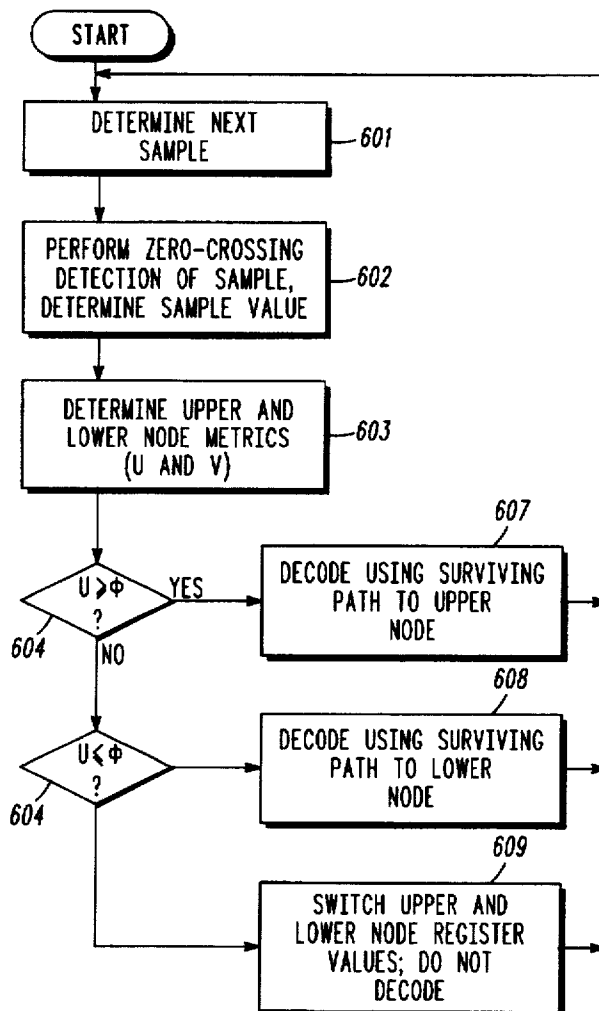 START
DETERMINE NEXT
SAMPLE
601
PERFORM ZERO-CROSSING
DETECTION OF SAMPLE,
DETERMINE SAMPLE VALUE
602
DETERMINE UPPER AND
LOWER NODE METRICS
(U AND V)
603
U ⩾ Φ
?
YES
604
NO
607
DECODE USING SURVIVING
PATH TO UPPER
NODE
U ⩽ Φ
?
604
608
DECODE USING SURVIVING
PATH TO LOWER
NODE
609
SWITCH UPPER AND
LOWER NODE REGISTER
VALUES; DO NOT
DECODE